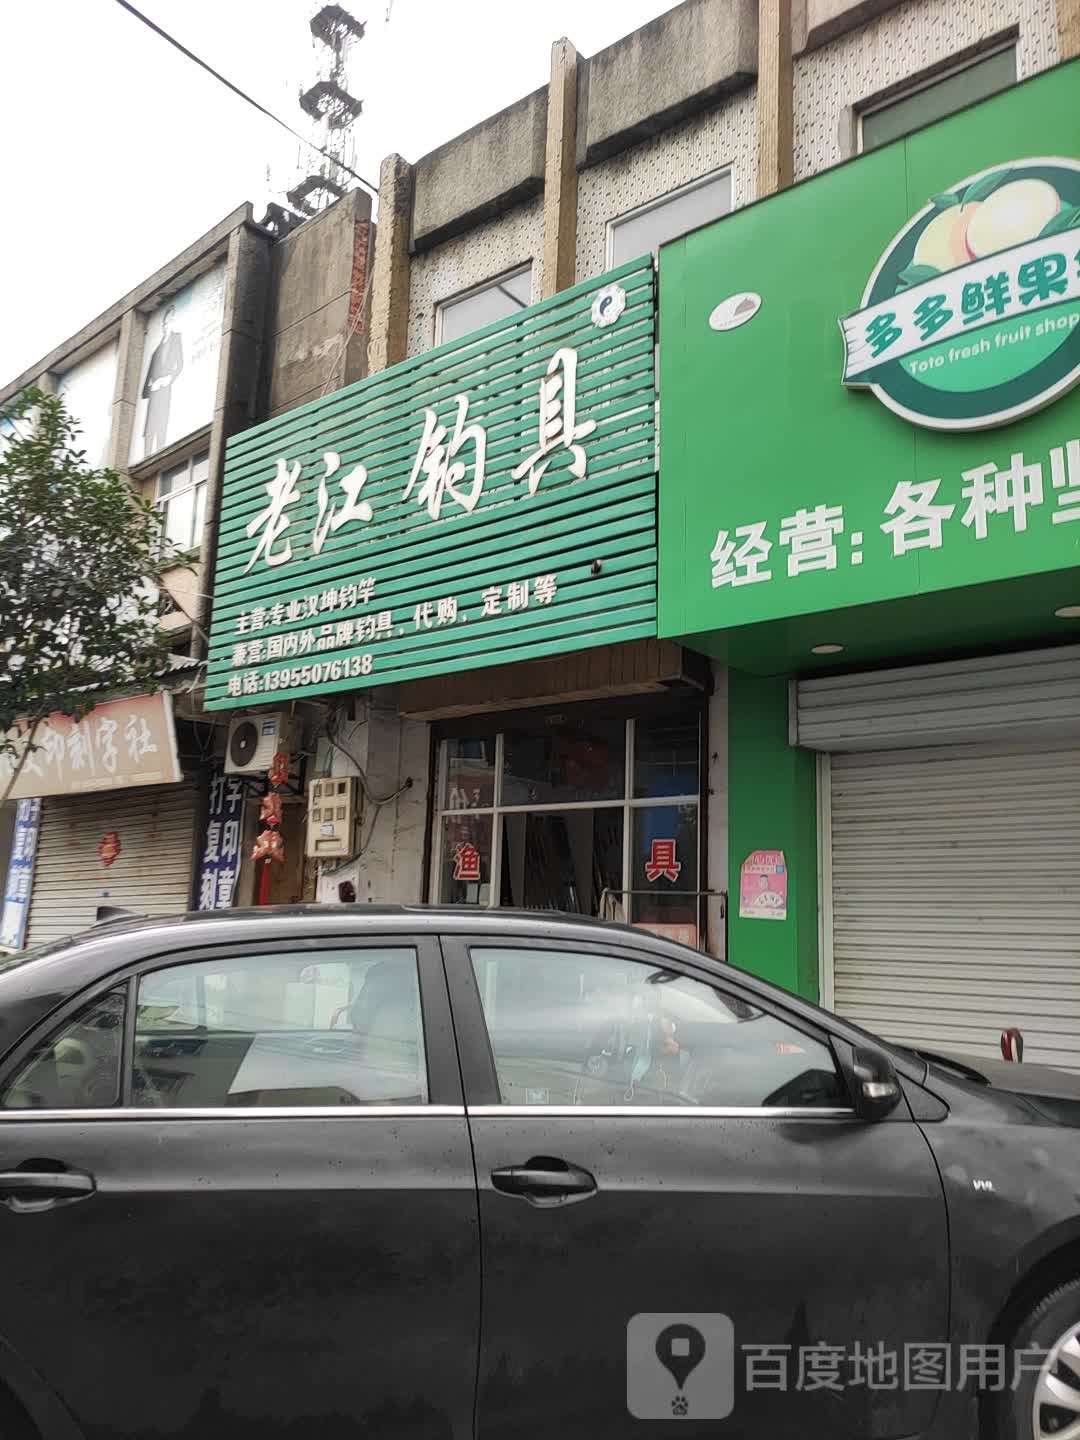 老江钓具
主营:专业汉坤钓竿
兼营:国内外品牌钓具,代购,定制等
电话:13955076138
多多鲜果
Toto fresh fruit shop
经营:各种坚
印刻字社
打字
复印
刻章
渔具
VVL
百度地图用户